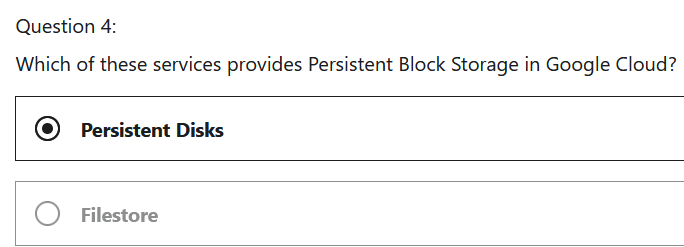 Question 4:
Which of these services provides Persistent Block Storage in Google Cloud?
Persistent Disks
Filestore